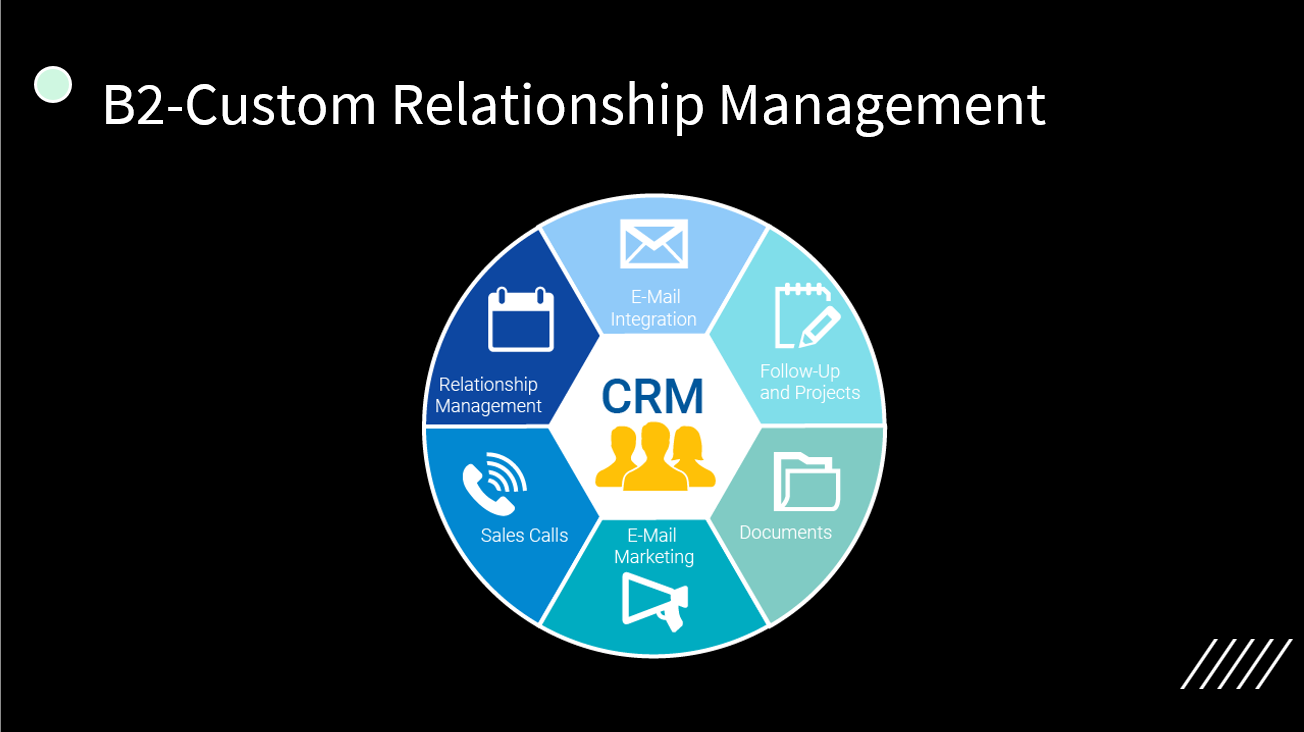 B2-Custom Relationship Management
E-Mail
Integration
Follow-Up
and Projects
Relationship
Management
CRM
Sales Calls
E-Mail
Marketing
Documents